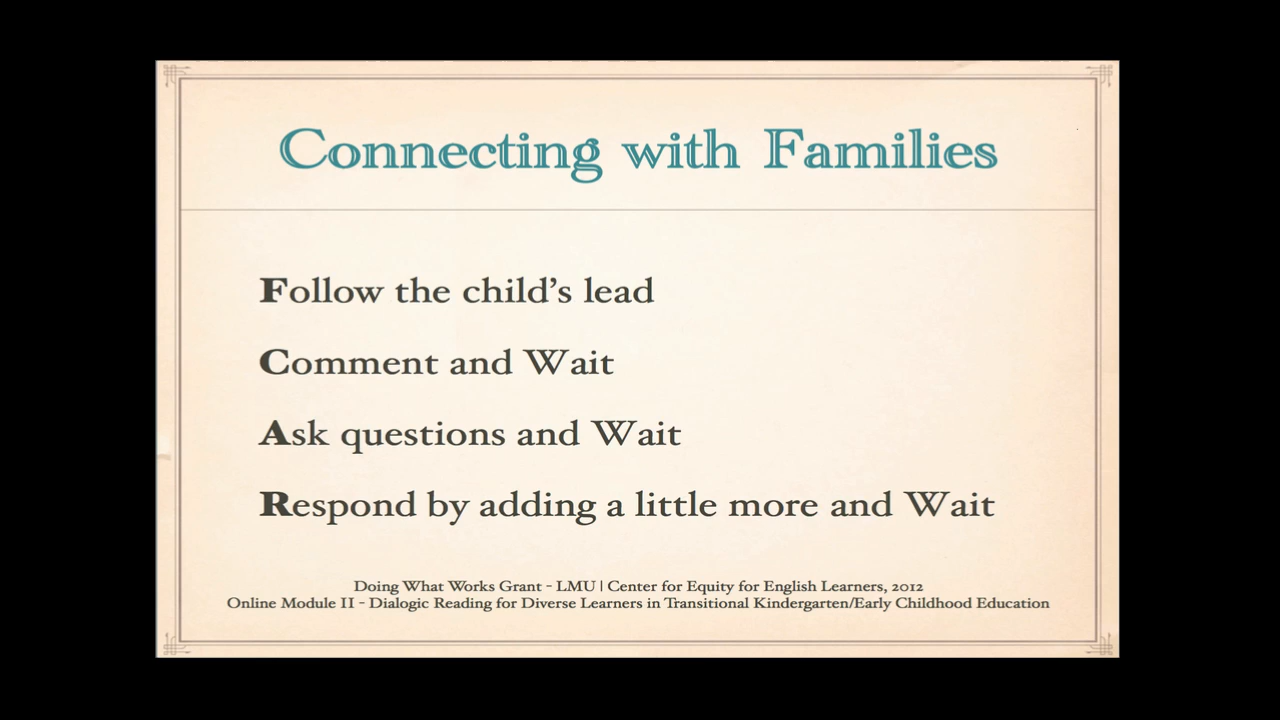 Connecting with Families
Follow the child’s lead
Comment and Wait
Ask questions and Wait
Respond by adding a little more and Wait
Doing What Works Grant - LMU | Center for Equity for English Learners, 2012
Online Module II - Dialogic Reading for Diverse Learners in Transitional Kindergarten/Early Childhood Education